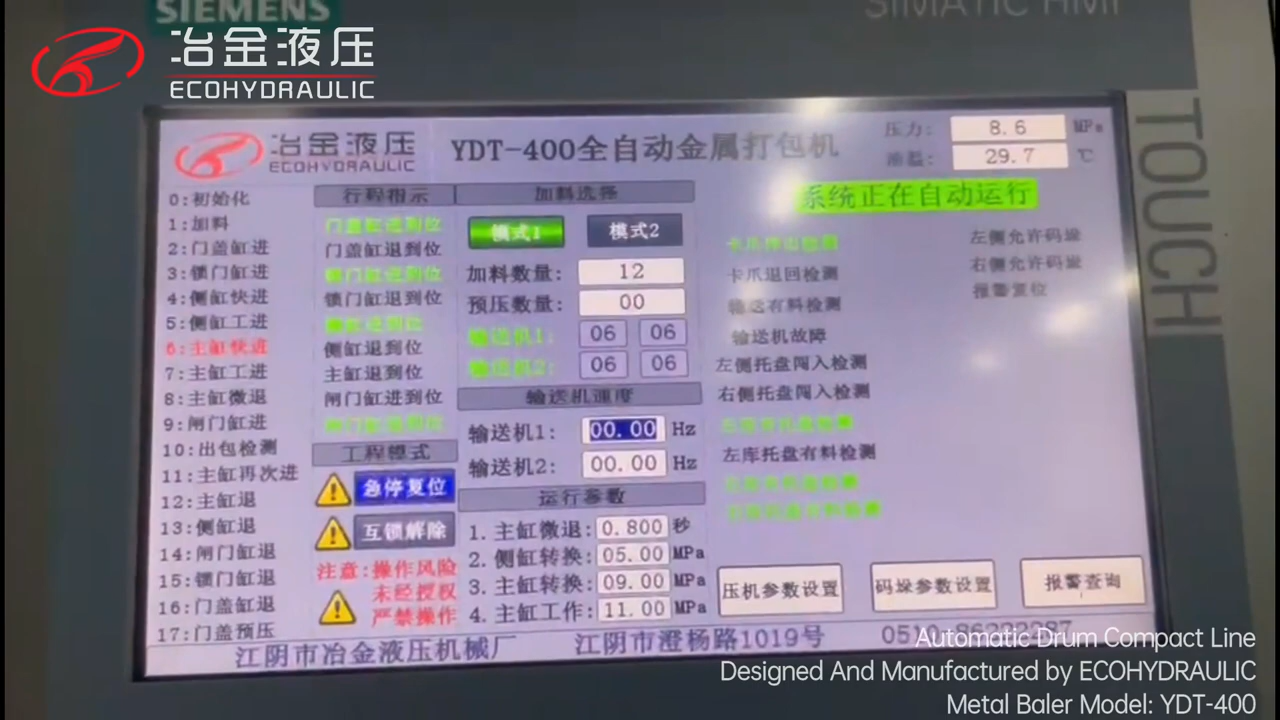 SIEMENS
SIMATIC HMI
冶金液压
ECOHYDRAULIC
TOUCH
冶金液压
ECOHYDRAULIC
YDT-400全自动金属打包机
压力: 8.6 MPa
油温: 29.7 ℃
系统正在自动运行
0:初始化
1:加料
2:门盖缸进
3:锁门缸进
4:侧缸快进
5:侧缸工进
6:主缸快进
7:主缸工进
8:主缸微退
9:闸门缸进
10:出包检测
11:主缸再次进
12:主缸退
13:侧缸退
14:闸门缸退
15:锁门缸退
16:门盖缸退
17:门盖预压
行程指示
门盖缸进到位
门盖缸退到位
锁门缸进到位
锁门缸退到位
侧缸进到位
侧缸退到位
主缸退到位
闸门缸进到位
闸门缸退到位
工程模式
急停复位
互锁解除
注意:操作风险
未经授权
严禁操作
加料选择
模式1 模式2
加料数量: 12
预压数量: 00
输送机1: 06 06
输送机2: 06 06
输送机速度
输送机1: 00.00 Hz
输送机2: 00.00 Hz
运行参数
1.主缸微退: 0.800 秒
2.侧缸转换: 05.00 MPa
3.主缸转换: 09.00 MPa
4.主缸工作: 11.00 MPa
卡爪退回检测
输送有料检测
输送机故障
左侧托盘闯入检测
右侧托盘闯入检测
左库托盘有料检测
左侧允许码垛
右侧允许码垛
报警复位
压机参数设置 码垛参数设置 报警查询
江阴市冶金液压机械厂 江阴市澄杨路1019号 0510-
Automatic Drum Compact Line
Designed And Manufactured by ECOHYDRAULIC
Metal Baler Model: YDT-400